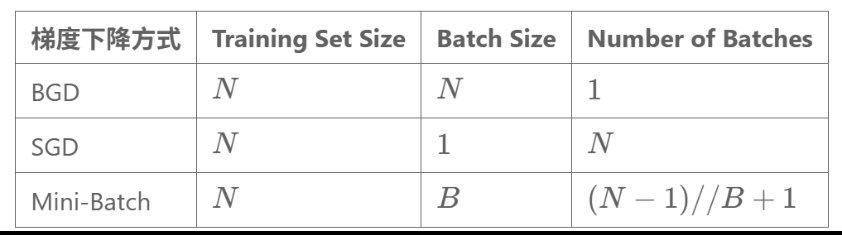 梯度下降方式 Training Set Size Batch Size Number of Batches
BGD N N 1
SGD N 1 N
Mini-Batch N B (N − 1)//B + 1